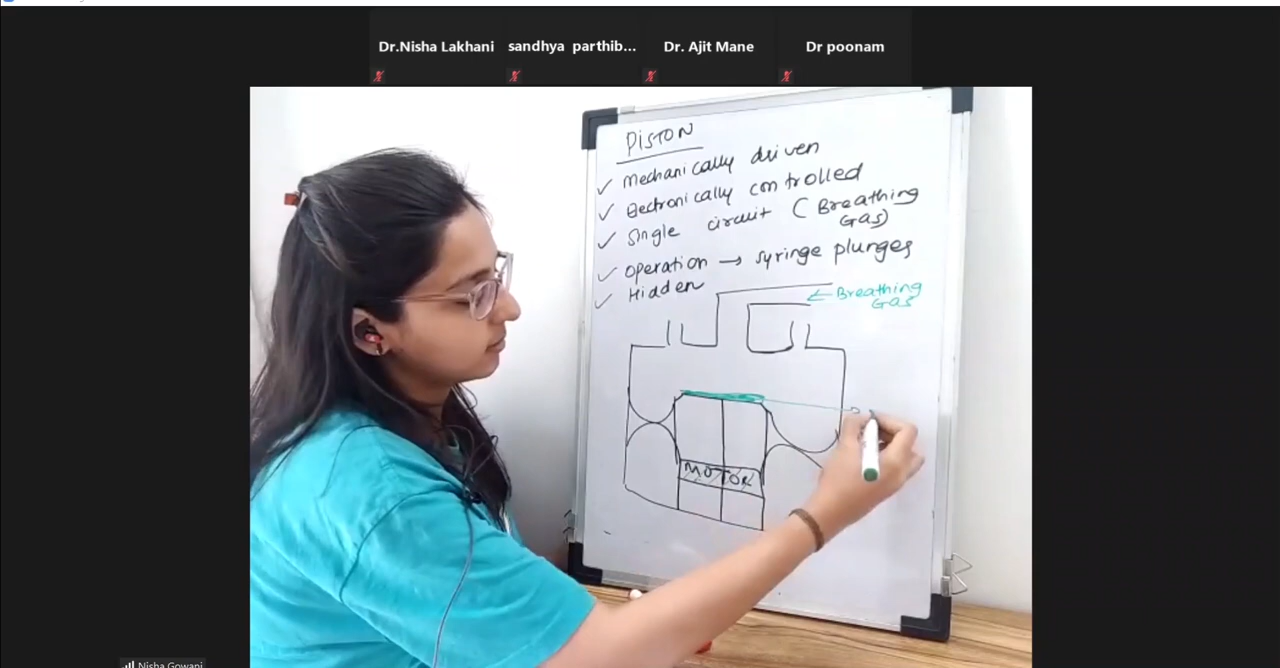 Dr.Nisha Lakhani
sandhya parthib...
Dr. Ajit Mane
Dr poonam
PISTON
✓ Mechanically driven
✓ Electronically controlled
✓ Single circuit (Breathing Gas)
✓ Operation → syringe plunges
✓ Hidden
← Breathing Gas
MOTOR
Nisha Gowani